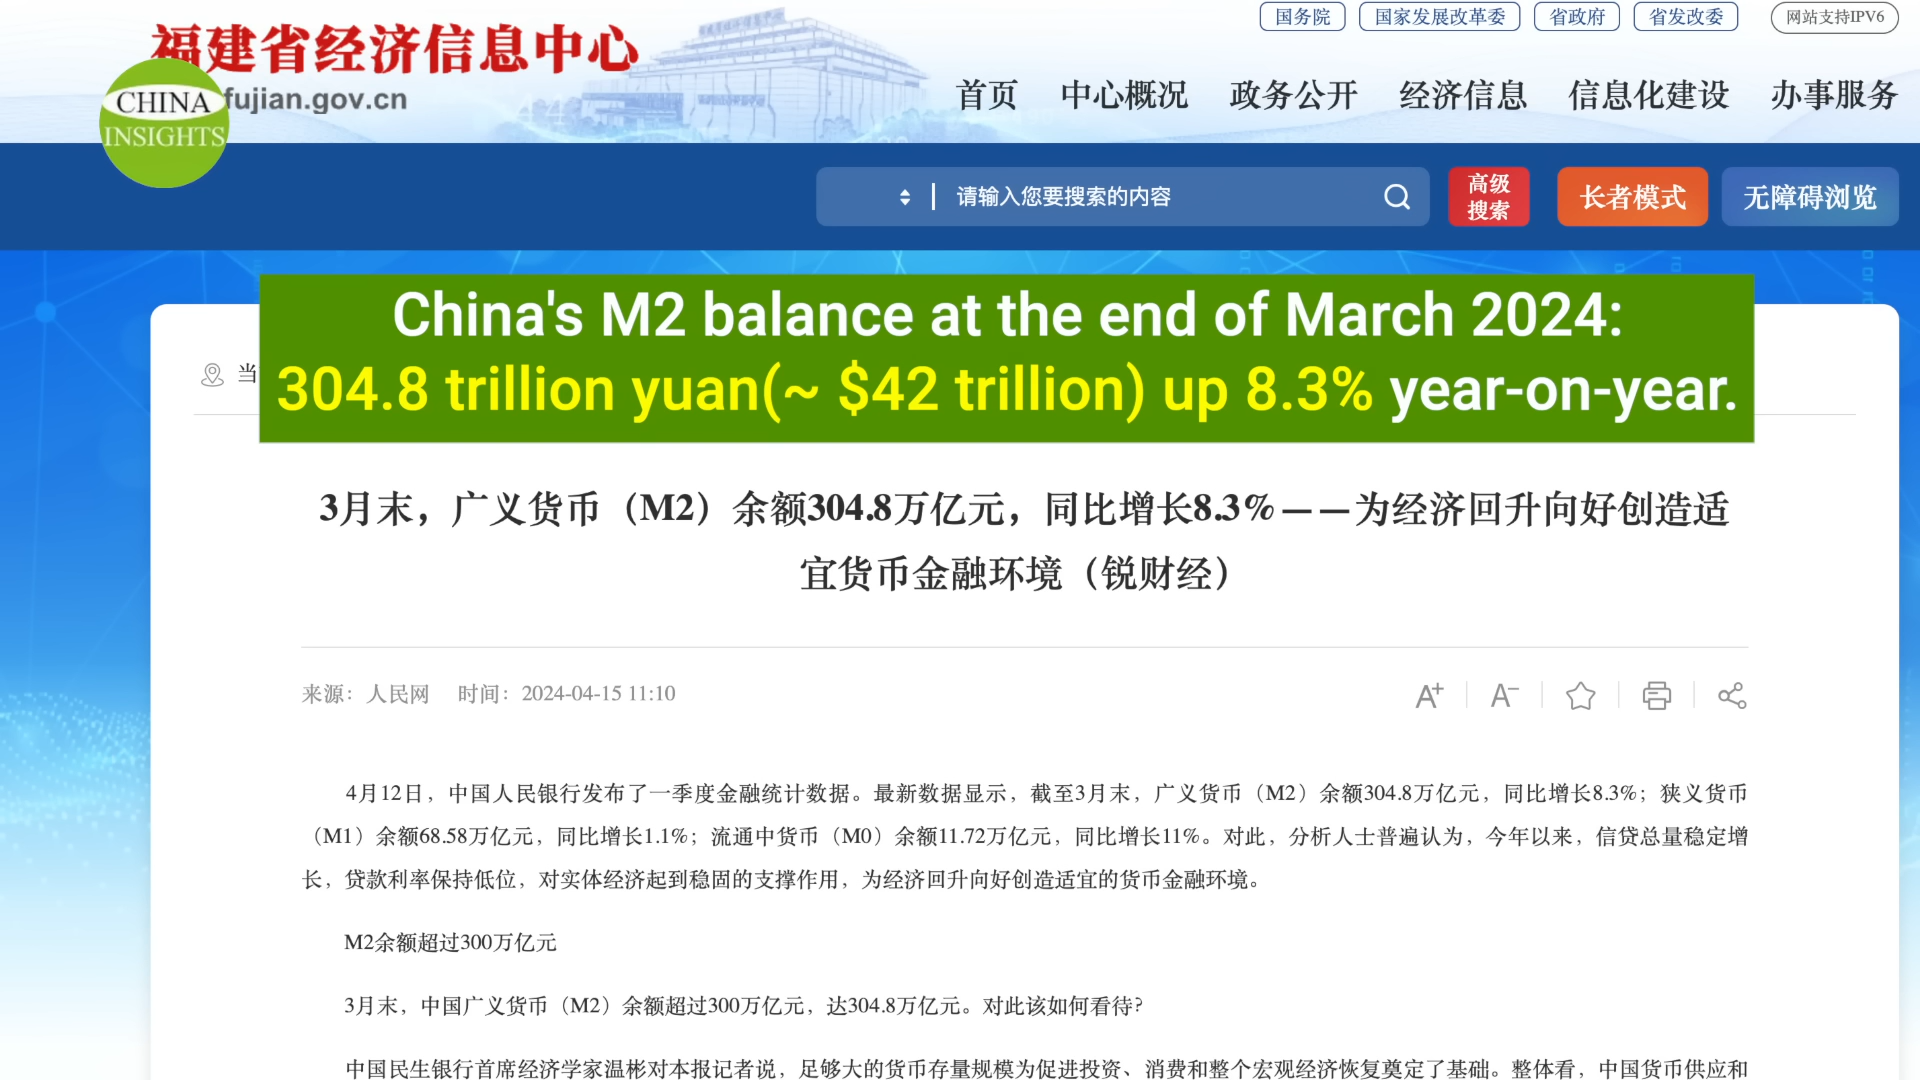 国务院 国家发展改革委 省政府 省发改委 网站支持IPV6
福建省经济信息中心
fujian.gov.cn
CHINA
INSIGHTS
首页 中心概况 政务公开 经济信息 信息化建设 办事服务
请输入您要搜索的内容
高级
搜索
长者模式 无障碍浏览
China's M2 balance at the end of March 2024:
304.8 trillion yuan(~ $42 trillion) up 8.3% year-on-year.
当
3月末，广义货币（M2）余额304.8万亿元，同比增长8.3%——为经济回升向好创造适
宜货币金融环境（锐财经）
来源：人民网 时间：2024-04-15 11:10
A+ A-
4月12日，中国人民银行发布了一季度金融统计数据。最新数据显示，截至3月末，广义货币（M2）余额304.8万亿元，同比增长8.3%；狭义货币
（M1）余额68.58万亿元，同比增长1.1%；流通中货币（M0）余额11.72万亿元，同比增长11%。对此，分析人士普遍认为，今年以来，信贷总量稳定增
长，贷款利率保持低位，对实体经济起到稳固的支撑作用，为经济回升向好创造适宜的货币金融环境。
M2余额超过300万亿元
3月末，中国广义货币（M2）余额超过300万亿元，达304.8万亿元。对此该如何看待？
中国民生银行首席经济学家温彬对本报记者说，足够大的货币存量规模为促进投资、消费和整个宏观经济恢复奠定了基础。整体看，中国货币供应和